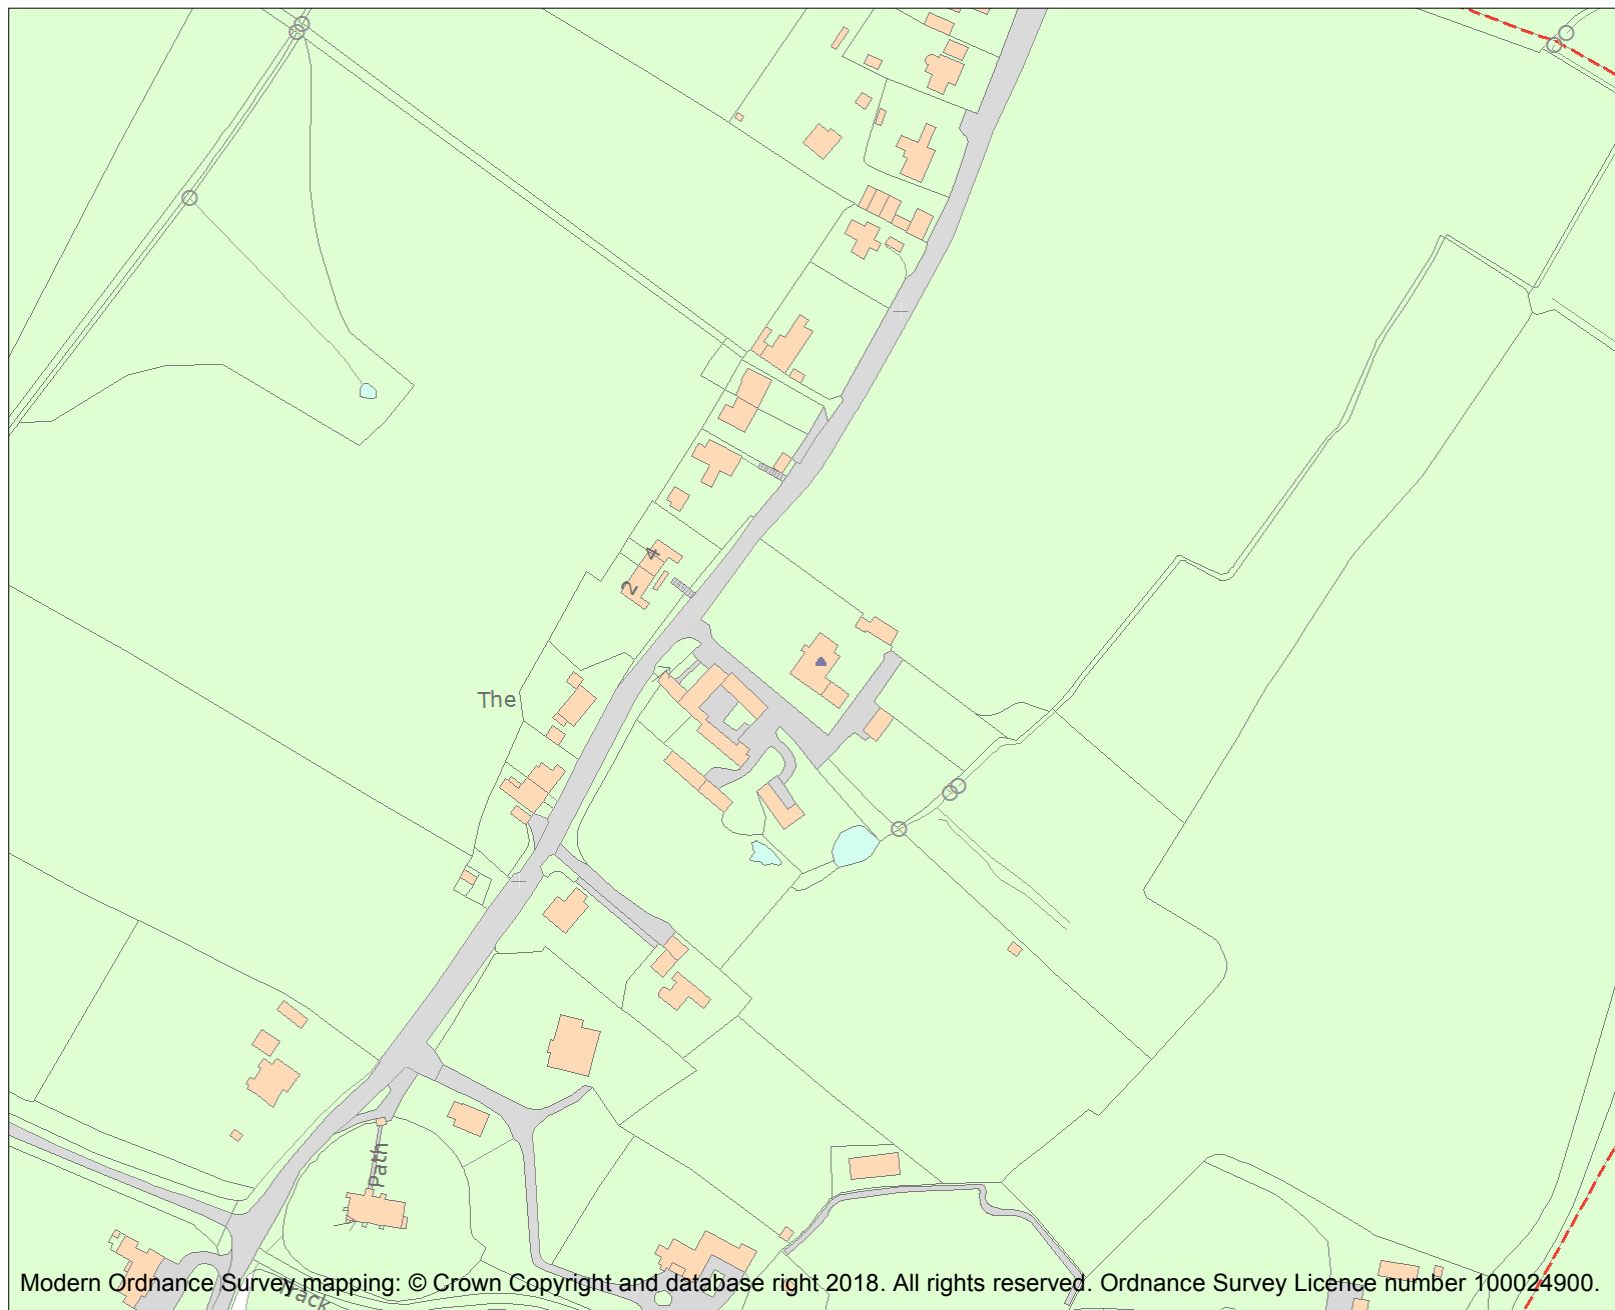 4
2
The
Path
Track
Modern Ordnance Survey mapping: © Crown Copyright and database right 2018. All rights reserved. Ordnance Survey Licence number 100024900.